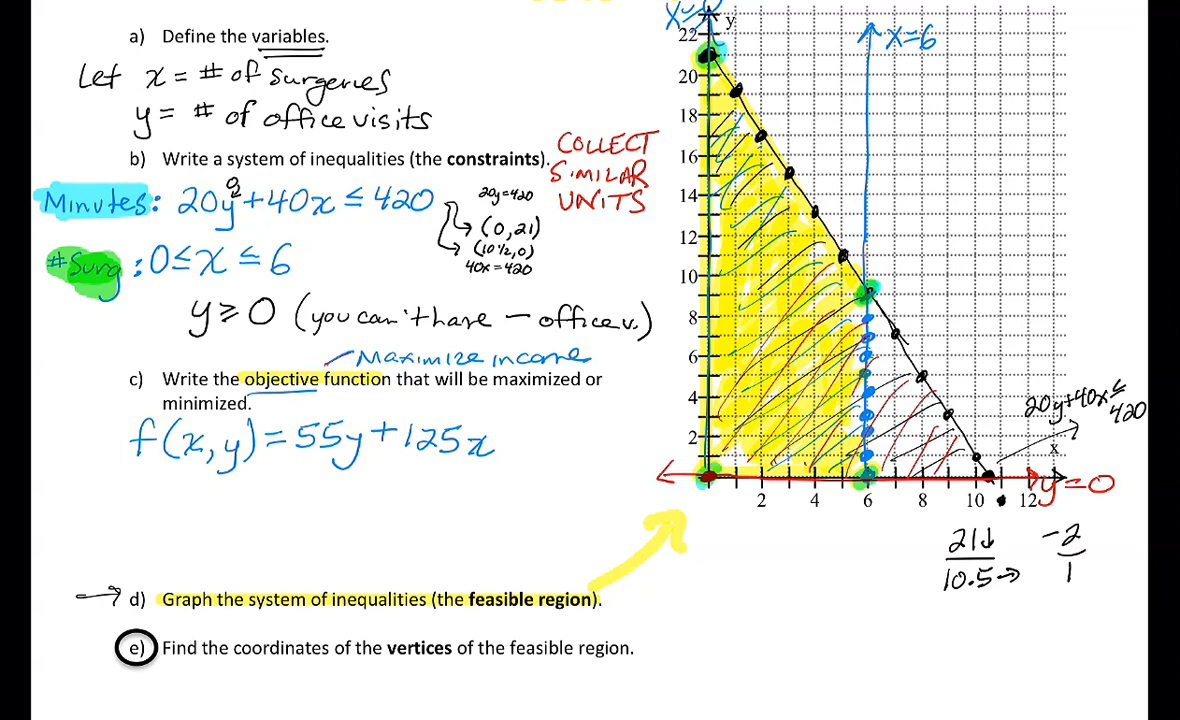 a) Define the variables.
Let x = # of surgeries
y = # of office visits
b) Write a system of inequalities (the constraints).
COLLECT
SIMILAR
UNITS
Minutes: 20y + 40x ≤ 420
20y=420
(0,21)
(10½,0)
40x=420
#Surg: 0≤x≤6
y≥0 (you can't have – office v.)
Maximize income
c) Write the objective function that will be maximized or
minimized.
f(x,y)=55y+125x
d) Graph the system of inequalities (the feasible region).
e) Find the coordinates of the vertices of the feasible region.
y
x=6
22
20
18
16
14
12
10
8
6
4
2
20y+40x≤
420
x
2 4 6 8 10 12
y=0
21↓
10.5→
-2
1